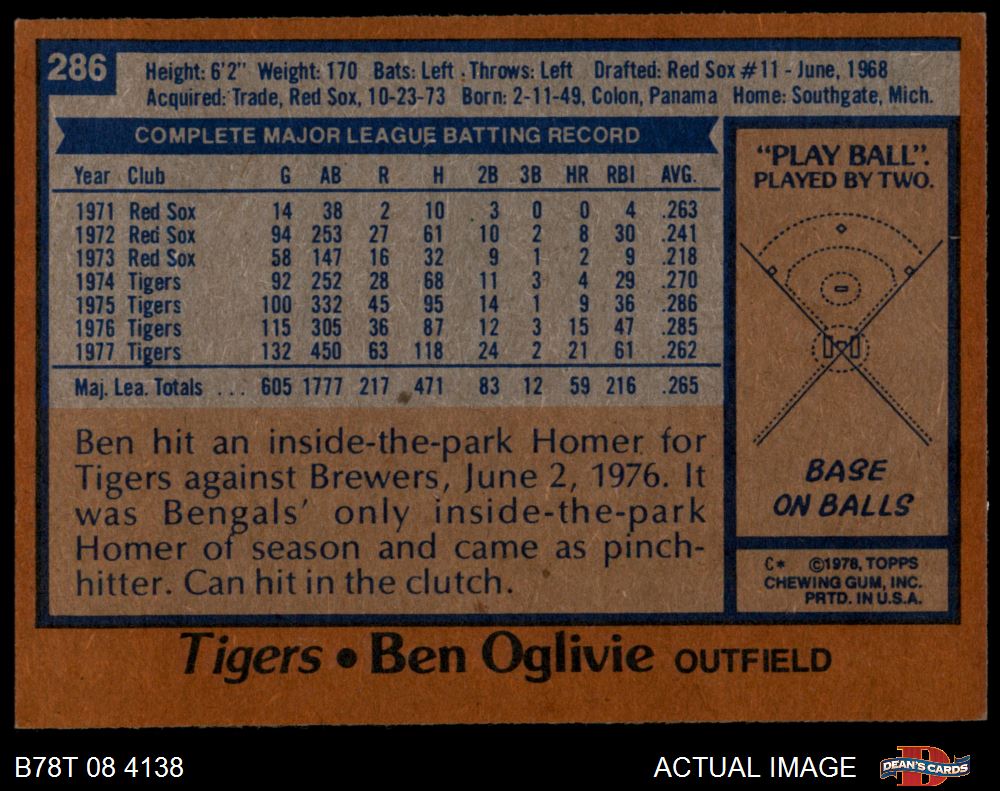 286
Height: 6'2" Weight: 170 Bats: Left . Throws: Left Drafted: Red Sox #11 - June, 1968
Acquired: Trade, Red Sox, 10-23-73 Born: 2-11-49, Colon, Panama Home: Southgate, Mich.
COMPLETE MAJOR LEAGUE BATTING RECORD
Year Club G AB R H 2B 3B HR RBI AVG.
1971 Red Sox 14 38 2 10 3 0 0 4 .263
1972 Red Sox 94 253 27 61 10 2 8 30 .241
1973 Red Sox 58 147 16 32 9 1 2 9 .218
1974 Tigers 92 252 28 68 11 3 4 29 .270
1975 Tigers 100 332 45 95 14 1 9 36 .286
1976 Tigers 115 305 36 87 12 3 15 47 .285
1977 Tigers 132 450 63 118 24 2 21 61 .262
Maj. Lea. Totals . . . 605 1777 217 471 83 12 59 216 .265
Ben hit an inside-the-park Homer for
Tigers against Brewers, June 2, 1976. It
was Bengals' only inside-the-park
Homer of season and came as pinch-
hitter. Can hit in the clutch.
"PLAY BALL".
PLAYED BY TWO.
BASE
ON BALLS
C* ©1978, TOPPS
CHEWING GUM, INC.
PRTD. IN U.S.A.
Tigers • Ben Oglivie OUTFIELD
B78T 08 4138
ACTUAL IMAGE
DEAN'S CARDS